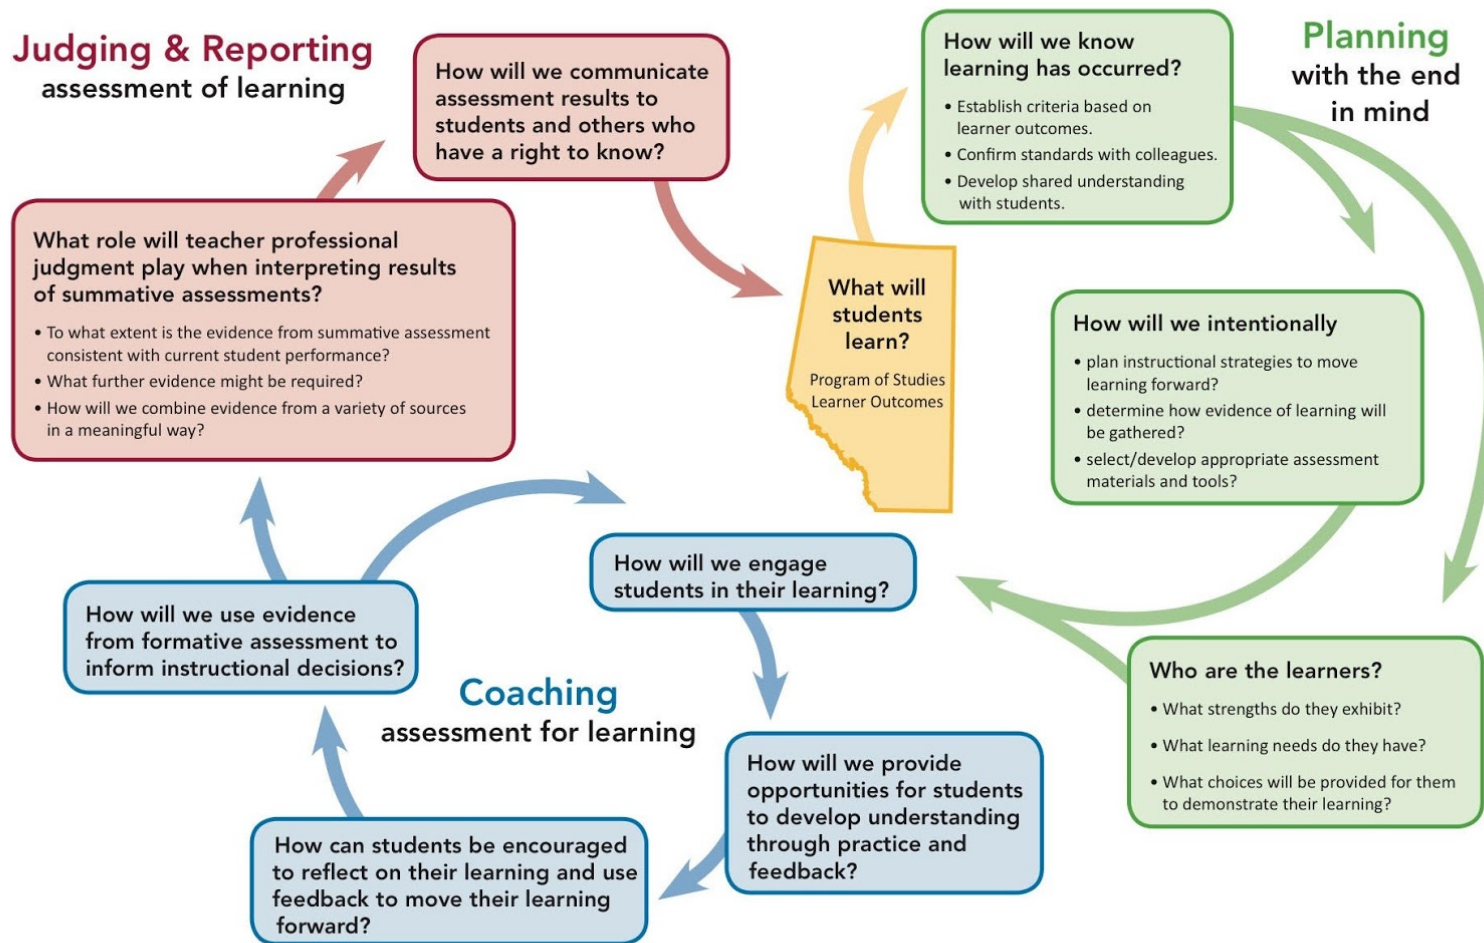 Judging & Reporting
assessment of learning
How will we communicate
assessment results to
students and others who
have a right to know?
What role will teacher professional
judgment play when interpreting results
of summative assessments?
• To what extent is the evidence from summative assessment
consistent with current student performance?
• What further evidence might be required?
• How will we combine evidence from a variety of sources
in a meaningful way?
What will
students
learn?
Program of Studies
Learner Outcomes
How will we know
learning has occurred?
• Establish criteria based on
learner outcomes.
• Confirm standards with colleagues.
• Develop shared understanding
with students.
Planning
with the end
in mind
How will we intentionally
• plan instructional strategies to move
learning forward?
• determine how evidence of learning will
be gathered?
• select/develop appropriate assessment
materials and tools?
Who are the learners?
• What strengths do they exhibit?
• What learning needs do they have?
• What choices will be provided for them
to demonstrate their learning?
How will we engage
students in their learning?
How will we provide
opportunities for students
to develop understanding
through practice and
feedback?
How can students be encouraged
to reflect on their learning and use
feedback to move their learning
forward?
How will we use evidence
from formative assessment to
inform instructional decisions?
Coaching
assessment for learning